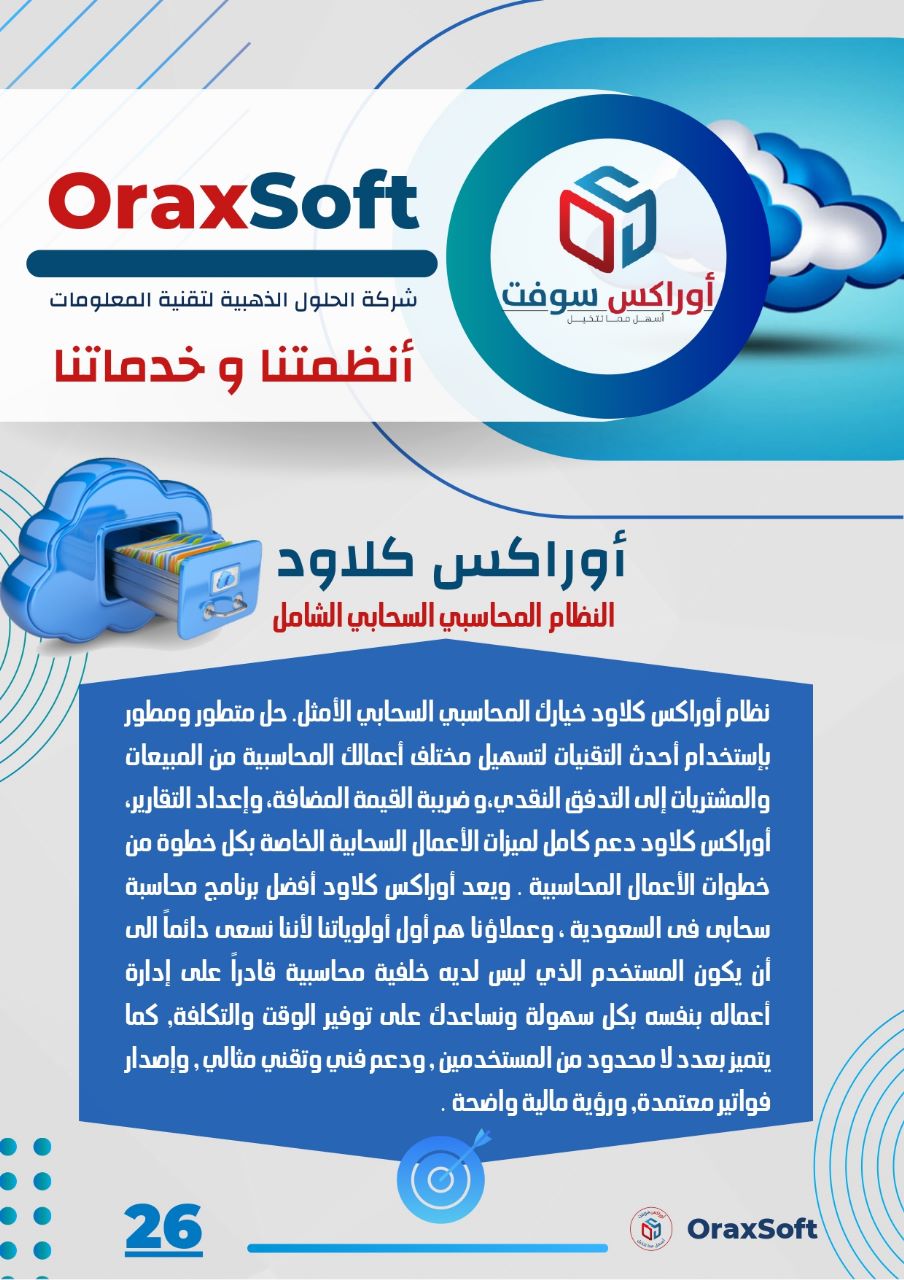 OraxSoft
شركة الحلول الذهبية لتقنية المعلومات
أنظمتنا و خدماتنا
أوراكس سوفت
أسهل مما تتخيل
أوراكس كلاود
النظام المحاسبي السحابي الشامل
نظام أوراكس كلاود خيارك المحاسبي السحابي الأمثل. حل متطور ومطور
بإستخدام أحدث التقنيات لتسهيل مختلف أعمالك المحاسبية من المبيعات
والمشتريات إلى التدفق النقدي،و ضريبة القيمة المضافة، وإعداد التقارير،
أوراكس كلاود دعم كامل لميزات الأعمال السحابية الخاصة بكل خطوة من
خطوات الأعمال المحاسبية . ويعد أوراكس كلاود أفضل برنامج محاسبة
سحابى فى السعودية ، وعملاؤنا هم أول أولوياتنا لأننا نسعى دائماً الى
أن يكون المستخدم الذي ليس لديه خلفية محاسبية قادراً على إدارة
أعماله بنفسه بكل سهولة ونساعدك على توفير الوقت والتكلفة, كما
يتميز بعدد لا محدود من المستخدمين , ودعم فني وتقني مثالي , وإصدار
فواتير معتمدة, ورؤية مالية واضحة .
26
أوراكس سوفت
أسهل مما تتخيل
OraxSoft